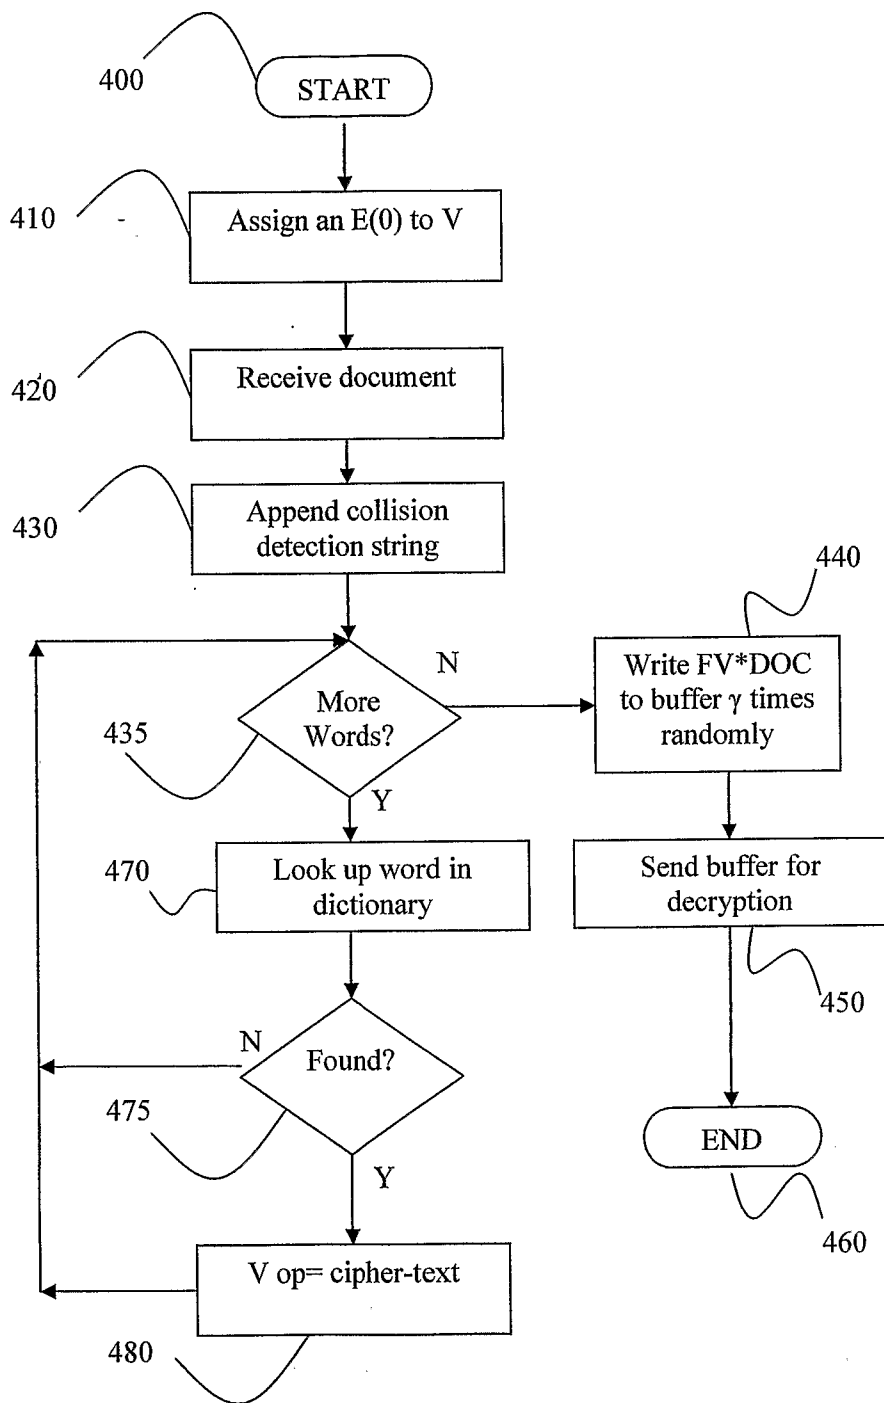 400
START
410
Assign an E(0) to V
420
Receive document
430
Append collision
detection string
440
N
Write FV*DOC
to buffer γ times
randomly
More
Words?
435
Y
470
Look up word in
dictionary
Send buffer for
decryption
450
N
Found?
475
Y
END
460
V op= cipher-text
480